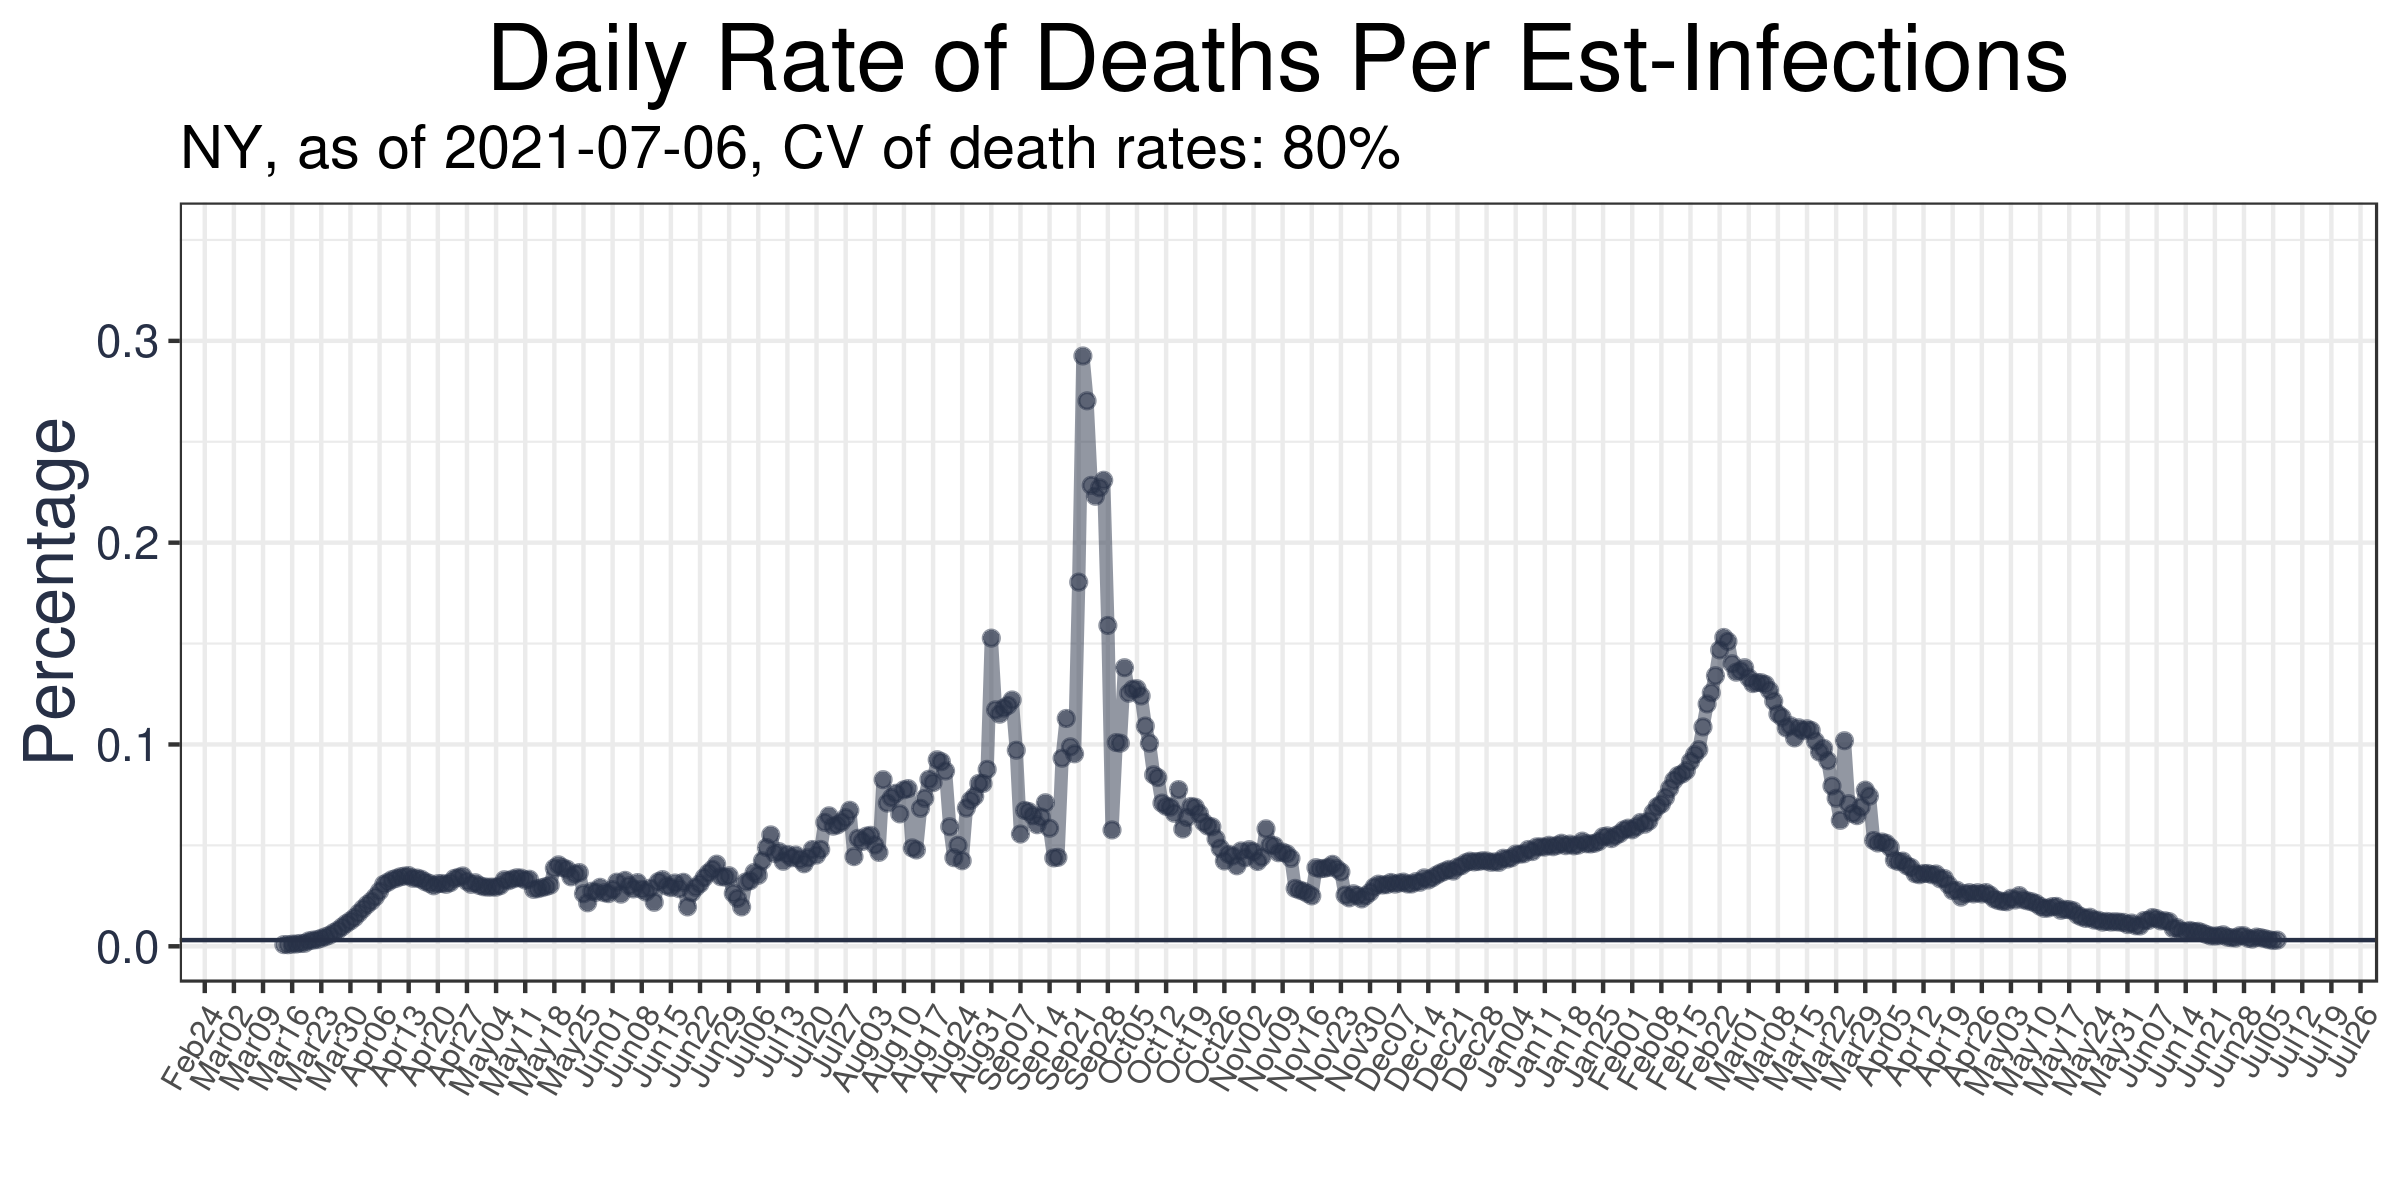 Daily Rate of Deaths Per Est-Infections
NY, as of 2021-07-06, CV of death rates: 80%
Percentage
0.3
0.2
0.1
0.0
Feb24
Mar02
Mar09
Mar16
Mar23
Mar30
Apr06
Apr13
Apr20
Apr27
May04
May11
May18
May25
Jun01
Jun08
Jun15
Jun22
Jun29
Jul06
Jul13
Jul20
Jul27
Aug03
Aug10
Aug17
Aug24
Aug31
Sep07
Sep14
Sep21
Sep28
Oct05
Oct12
Oct19
Oct26
Nov02
Nov09
Nov16
Nov23
Nov30
Dec07
Dec14
Dec21
Dec28
Jan04
Jan11
Jan18
Jan25
Feb01
Feb08
Feb15
Feb22
Mar01
Mar08
Mar15
Mar22
Mar29
Apr05
Apr12
Apr19
Apr26
May03
May10
May17
May24
May31
Jun07
Jun14
Jun21
Jun28
Jul05
Jul12
Jul19
Jul26